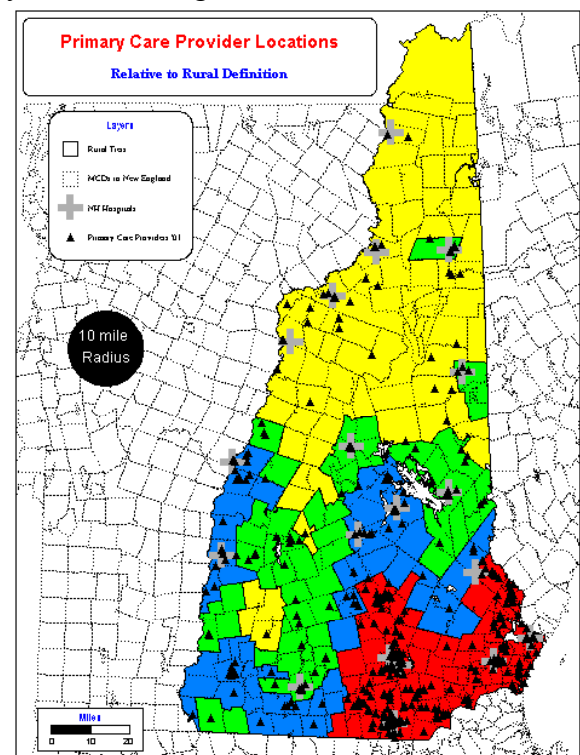 Primary Care Provider Locations
Relative to Rural Definition
Layers
Rural Tiers
MCDs in New England
NH Hospitals
Primary Care Providers '01
10 mile
Radius
Miles
0 10 20